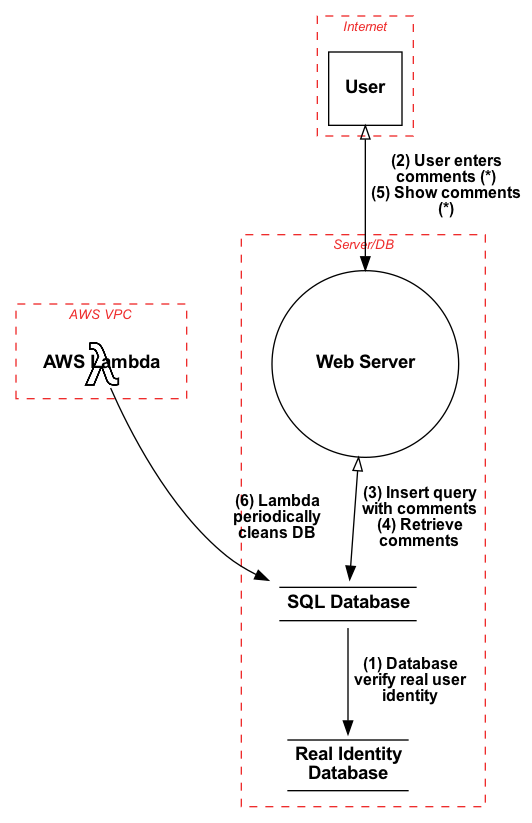 Internet
User
(2) User enters
comments (*)
(5) Show comments
(*)
Server/DB
AWS VPC
AWS Lambda
Web Server
(6) Lambda
periodically
cleans DB
(3) Insert query
with comments
(4) Retrieve
comments
SQL Database
(1) Database
verify real user
identity
Real Identity
Database